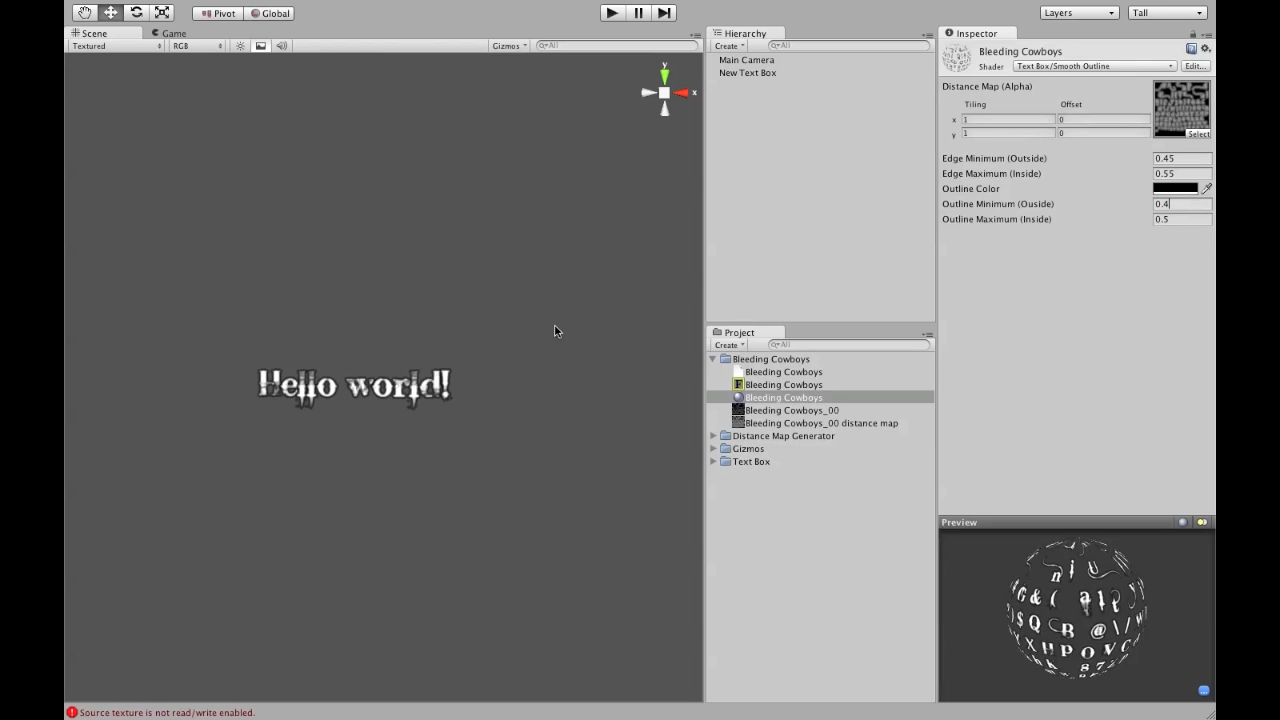 Pivot Global Layers Tall
Scene Game
Textured RGB Gizmos All
y
x
Hello world!
Source texture is not read/write enabled.
Hierarchy
Create All
Main Camera
New Text Box
Project
Create All
Bleeding Cowboys
Bleeding Cowboys
Bleeding Cowboys
Bleeding Cowboys
Bleeding Cowboys_00
Bleeding Cowboys_00 distance map
Distance Map Generator
Gizmos
Text Box
Inspector
Bleeding Cowboys
Shader Text Box/Smooth Outline Edit...
Distance Map (Alpha)
Tiling Offset
x 1 0
y 1 0
Select
Edge Minimum (Outside) 0.45
Edge Maximum (Inside) 0.55
Outline Color
Outline Minimum (Ouside) 0.4
Outline Maximum (Inside) 0.5
Preview